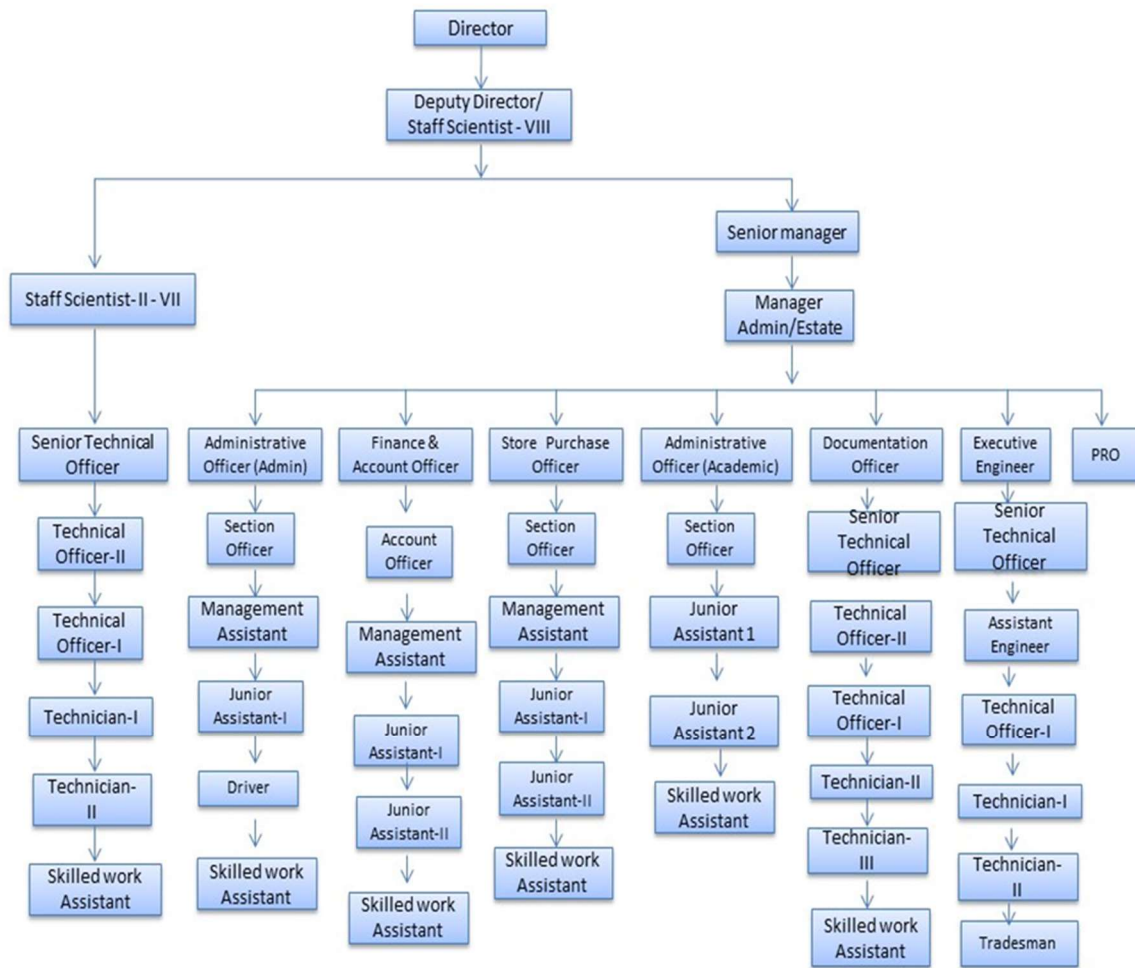 Director
Deputy Director/
Staff Scientist - VIII
Senior manager
Staff Scientist- II - VII
Manager
Admin/Estate
Senior Technical
Officer
Technical
Officer-II
Technical
Officer-I
Technician-I
Technician-
II
Skilled work
Assistant
Administrative
Officer (Admin)
Section
Officer
Management
Assistant
Junior
Assistant-I
Driver
Skilled work
Assistant
Finance &
Account Officer
Account
Officer
Management
Assistant
Junior
Assistant-I
Junior
Assistant-II
Skilled work
Assistant
Store Purchase
Officer
Section
Officer
Management
Assistant
Junior
Assistant-I
Junior
Assistant-II
Skilled work
Assistant
Administrative
Officer (Academic)
Section
Officer
Junior
Assistant 1
Junior
Assistant 2
Skilled work
Assistant
Documentation
Officer
Senior
Technical
Officer
Technical
Officer-II
Technical
Officer-I
Technician-II
Technician-
III
Skilled work
Assistant
Executive
Engineer
Senior
Technical
Officer
Assistant
Engineer
Technical
Officer-I
Technician-I
Technician-
II
Tradesman
PRO